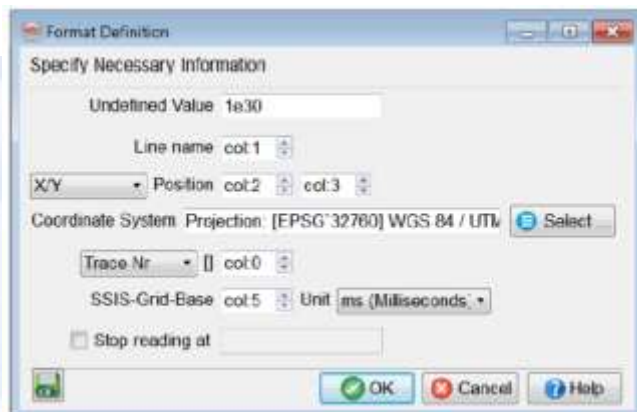 Format Definition
Specify Necessary Information
Undefined Value 1e30
Line name col:1
X/Y Position col:2 col:3
Coordinate System Projection: [EPSG`32760] WGS 84 / UTM Select ...
Trace Nr [] col:0
SSIS-Grid-Base col:5 Unit ms (Milliseconds)
Stop reading at
OK Cancel Help